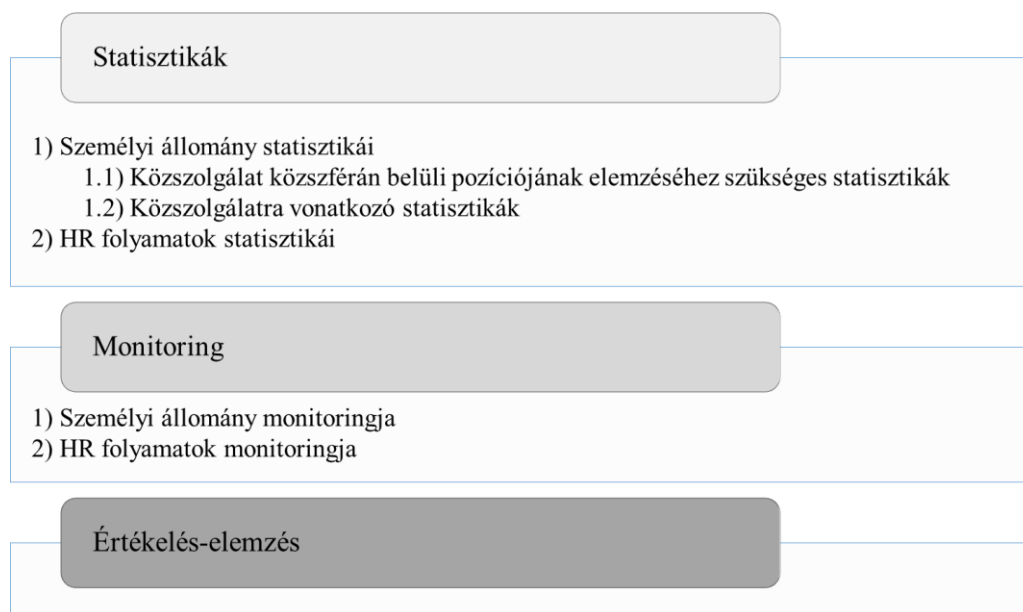 Statisztikák
1) Személyi állomány statisztikái
1.1) Közszolgálat közszférán belüli pozíciójának elemzéséhez szükséges statisztikák
1.2) Közszolgálatra vonatkozó statisztikák
2) HR folyamatok statisztikái
Monitoring
1) Személyi állomány monitoringja
2) HR folyamatok monitoringja
Értékelés-elemzés